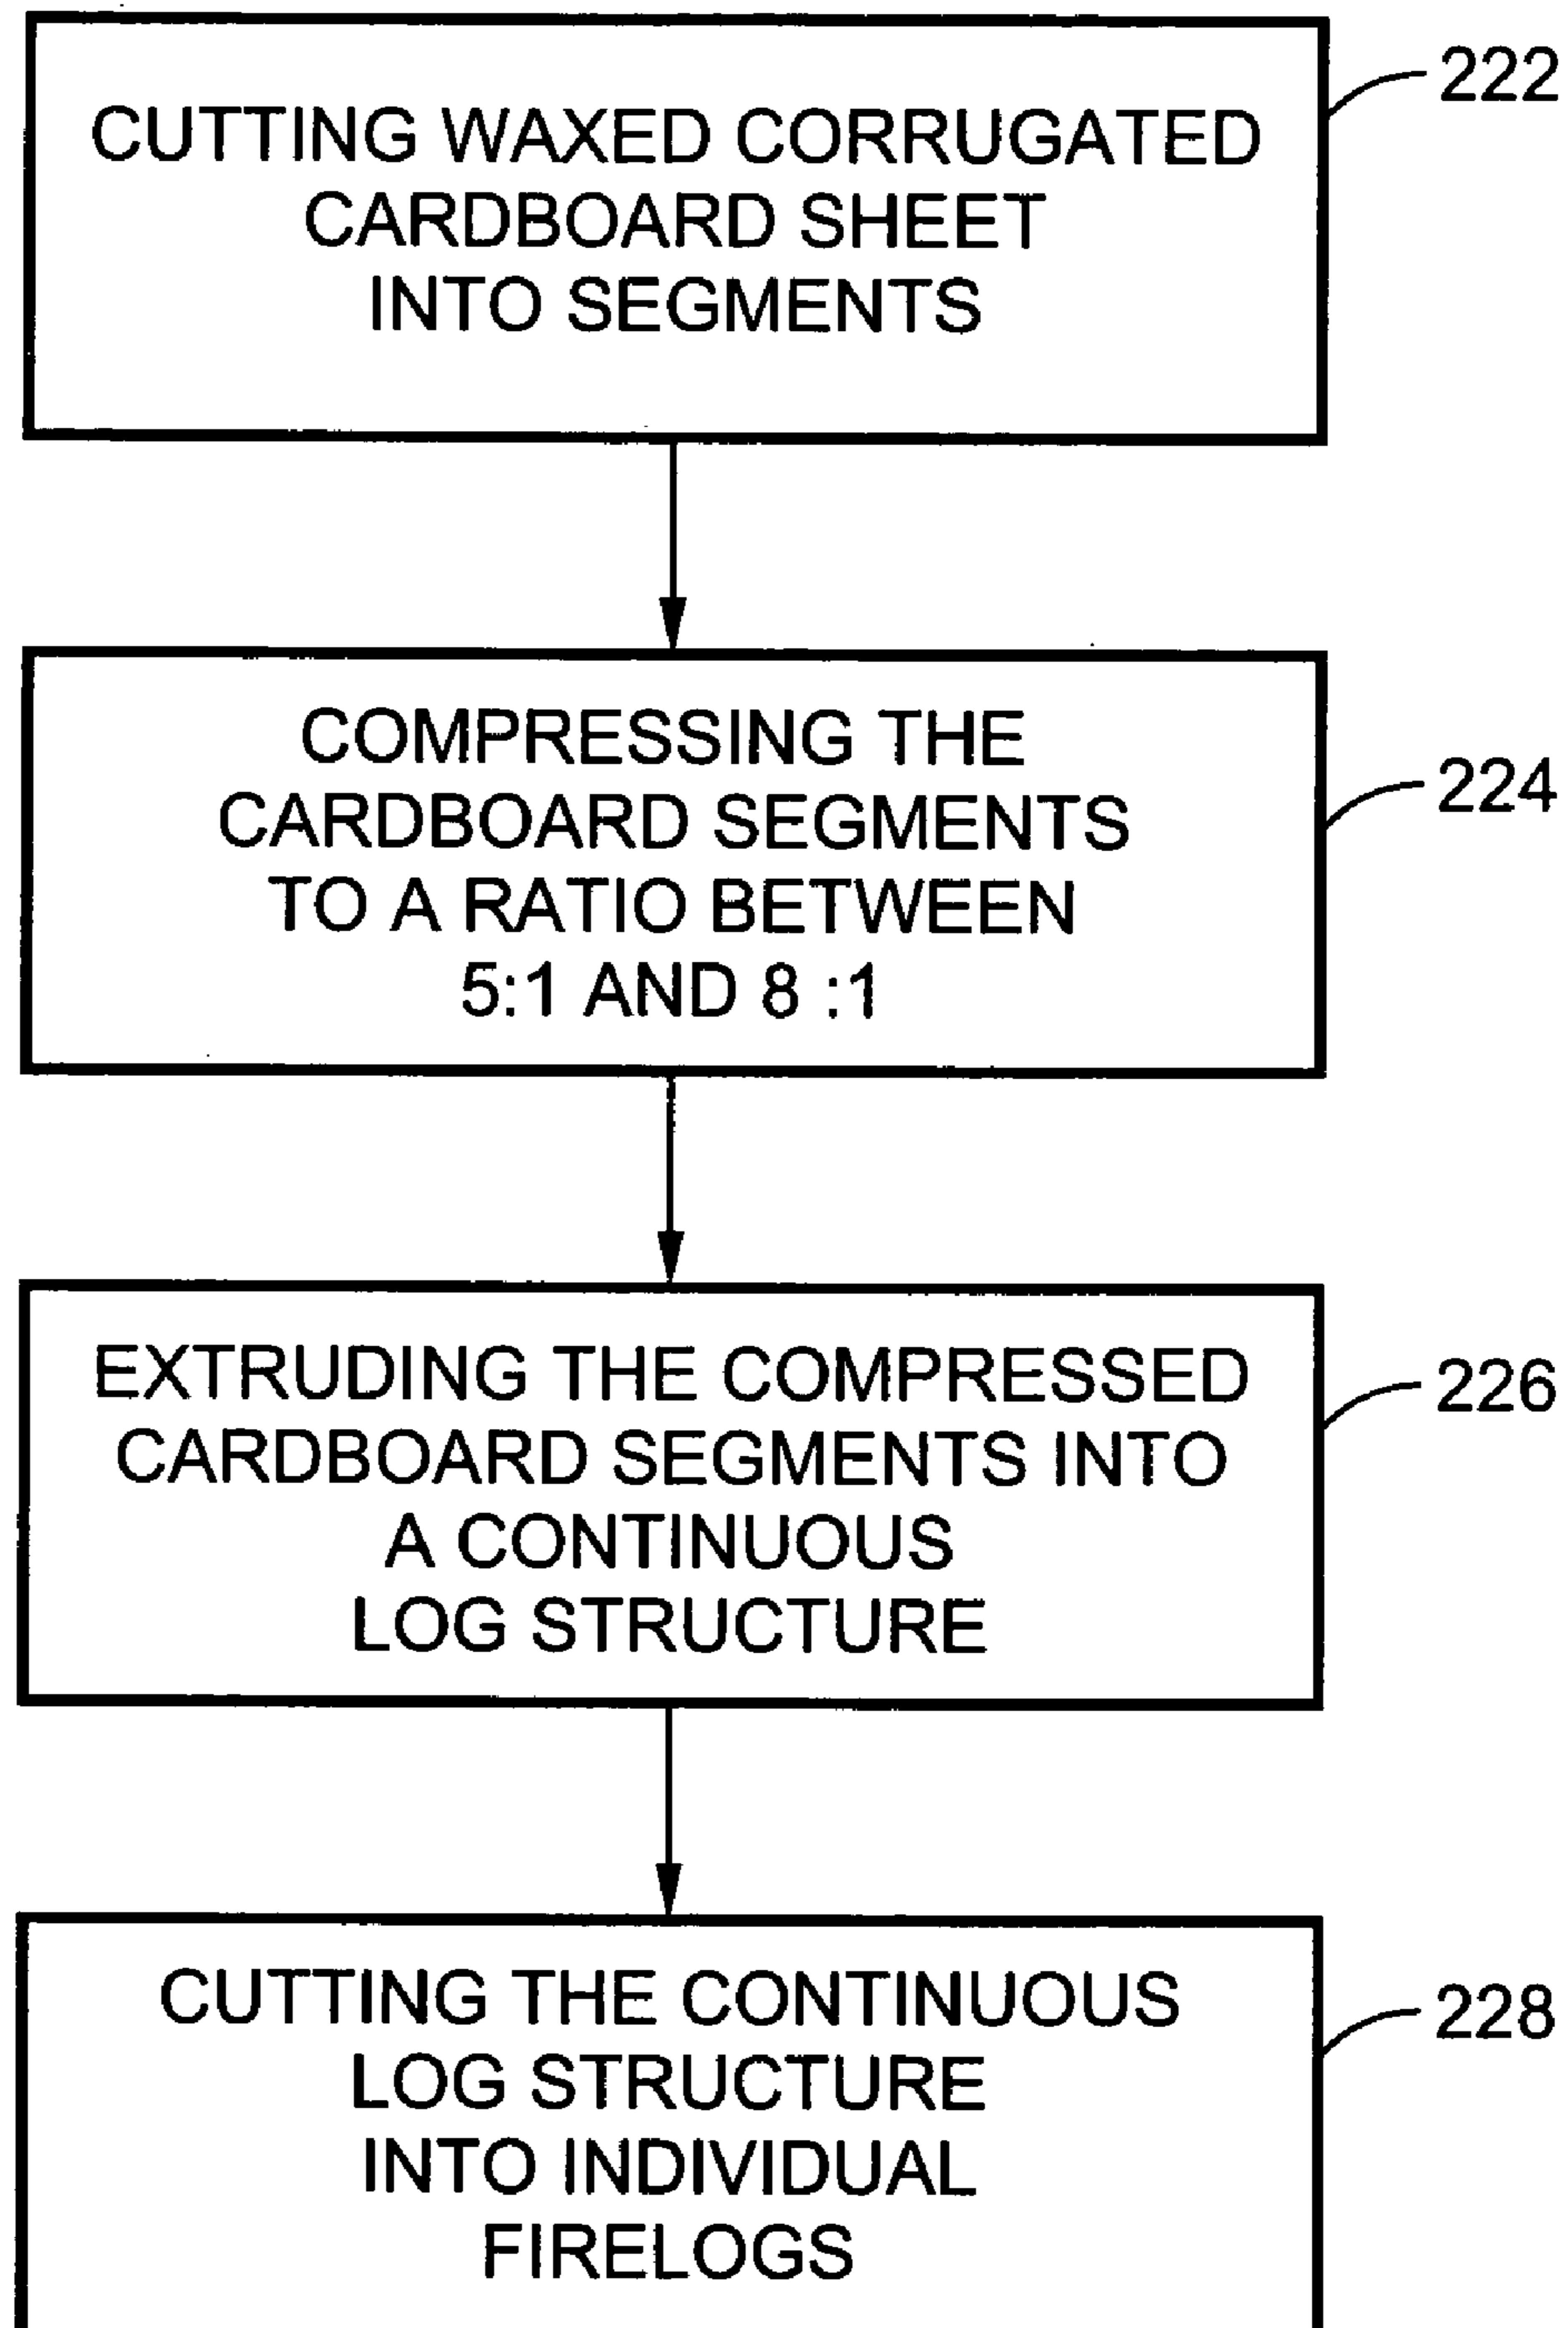 CUTTING WAXED CORRUGATED
CARDBOARD SHEET
INTO SEGMENTS
222
COMPRESSING THE
CARDBOARD SEGMENTS
TO A RATIO BETWEEN
5:1 AND 8 :1
224
EXTRUDING THE COMPRESSED
CARDBOARD SEGMENTS INTO
A CONTINUOUS
LOG STRUCTURE
226
CUTTING THE CONTINUOUS
LOG STRUCTURE
INTO INDIVIDUAL
FIRELOGS
228